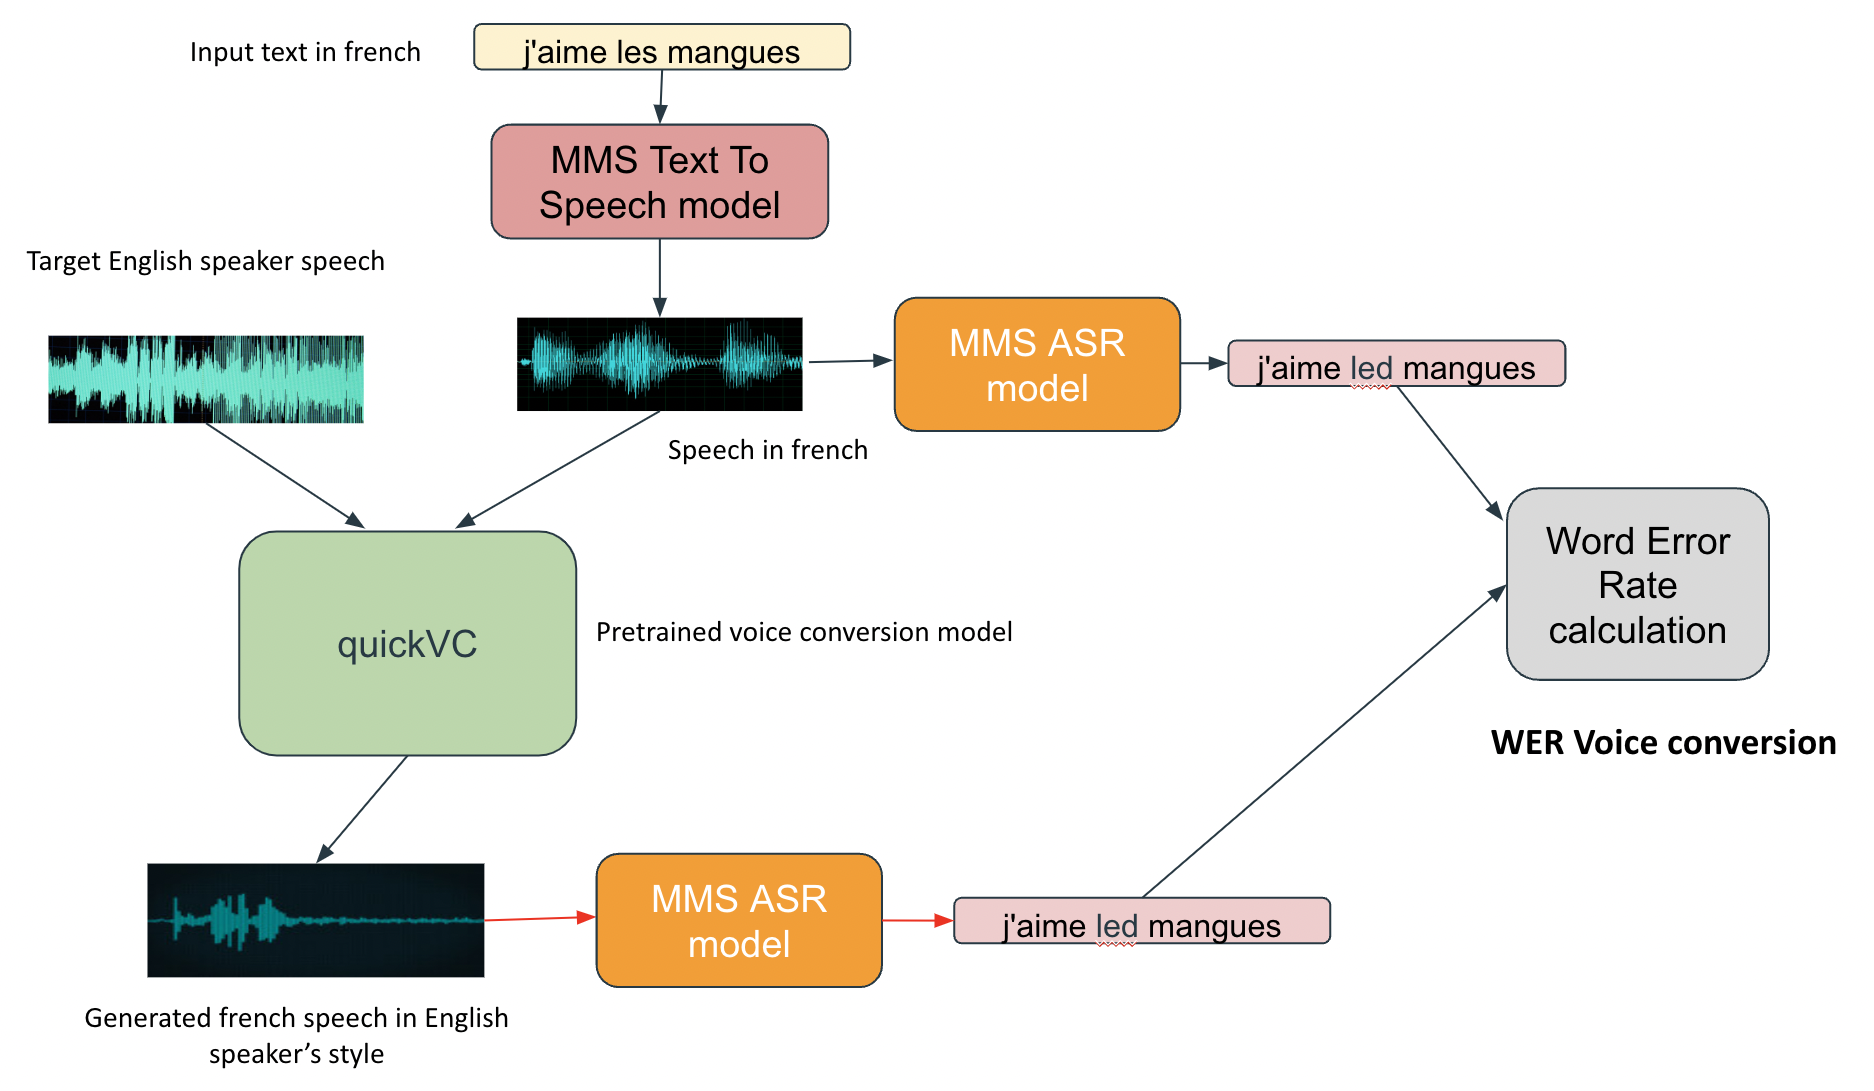 Input text in french
j'aime les mangues
MMS Text To
Speech model
Target English speaker speech
MMS ASR
model
j'aime led mangues
Speech in french
Word Error
Rate
calculation
quickVC
Pretrained voice conversion model
WER Voice conversion
MMS ASR
model
j'aime led mangues
Generated french speech in English
speaker’s style